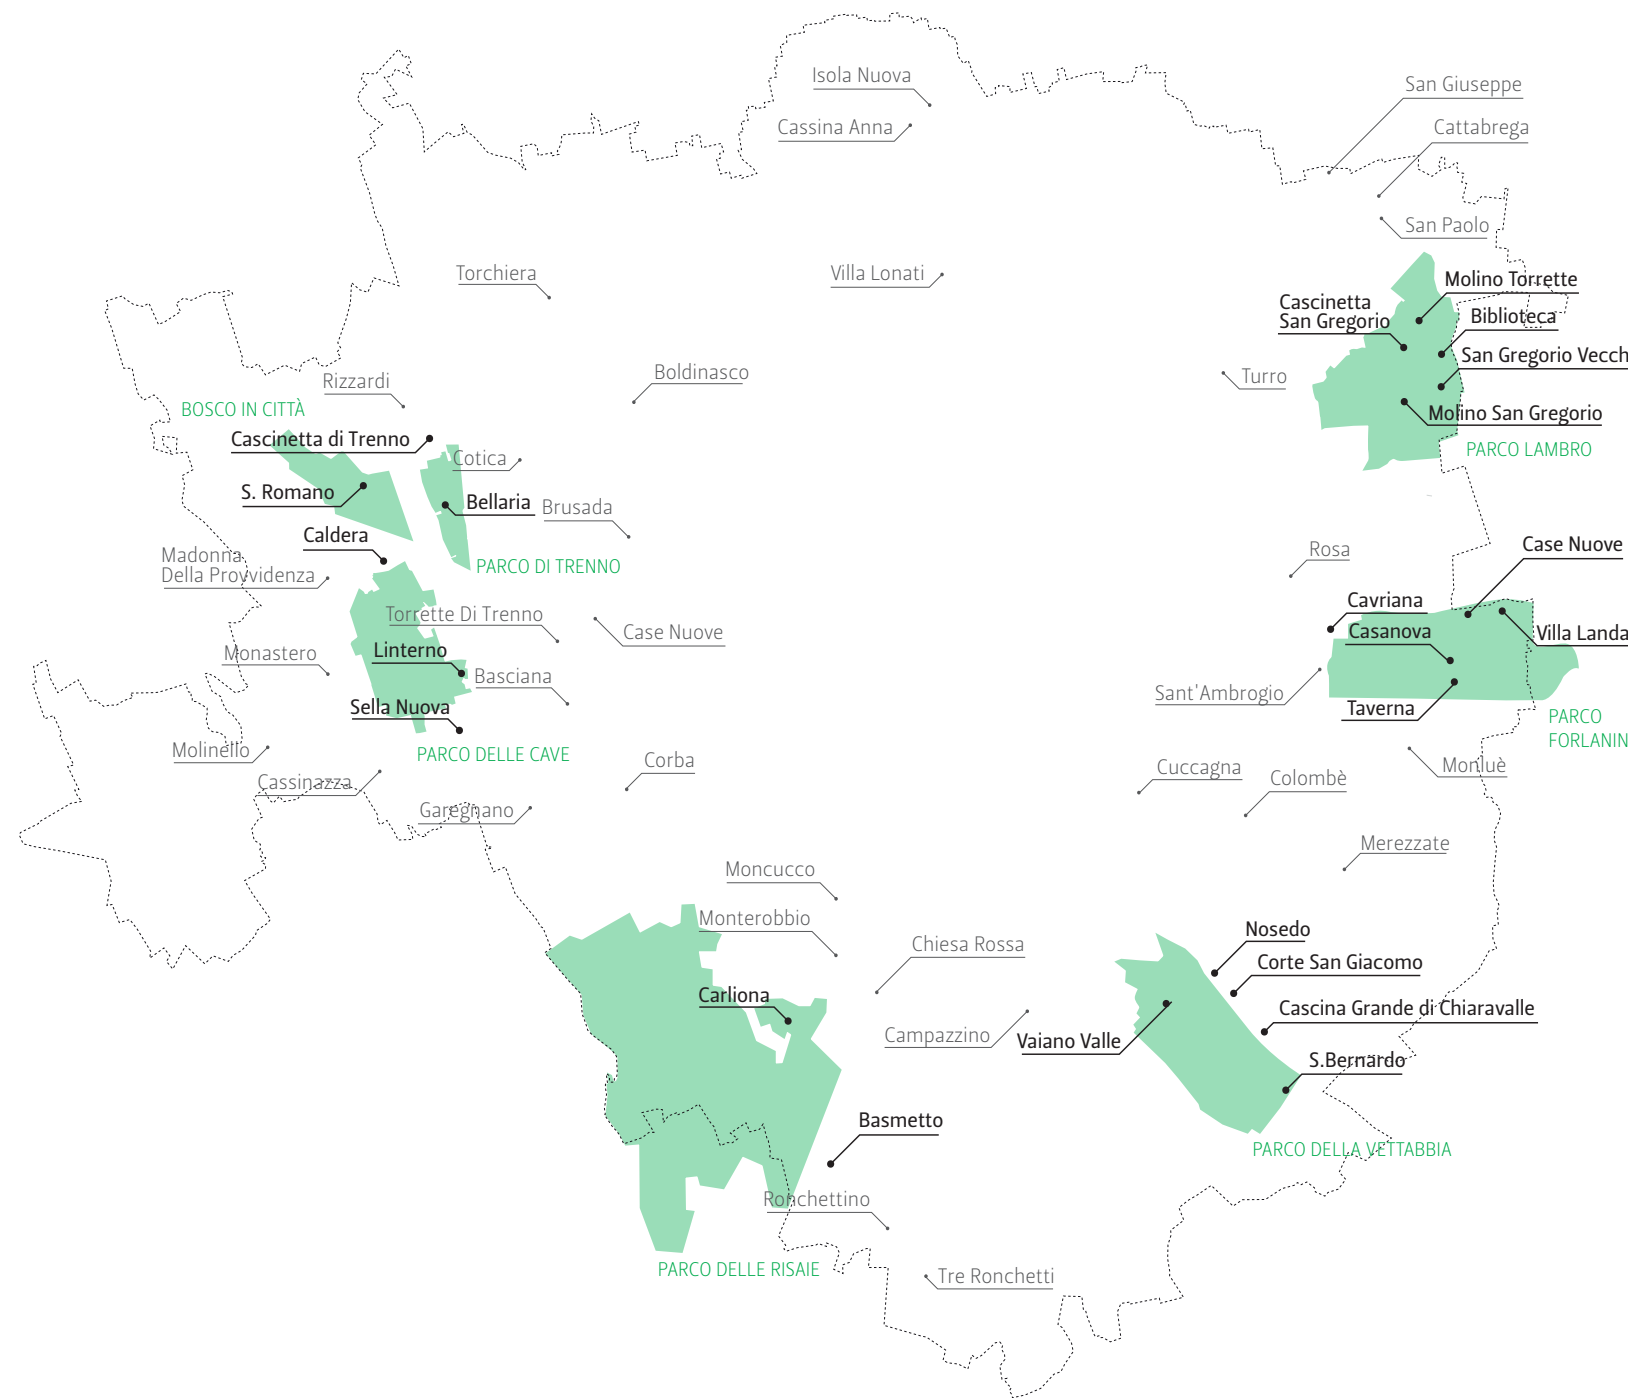 Isola Nuova
San Giuseppe
Cassina Anna
Cattabrega
San Paolo
Torchiera
Villa Lonati
Molino Torrette
Cascinetta
San Gregorio
Biblioteca
San Gregorio Vecch
Boldinasco
Turro
Rizzardi
BOSCO IN CITTÀ
Molino San Gregorio
Cascinetta di Trenno
PARCO LAMBRO
Cotica
S. Romano
Bellaria
Brusada
Caldera
Case Nuove
Madonna
Della Provvidenza
PARCO DI TRENNO
Rosa
Cavriana
Torrette Di Trenno
Case Nuove
Casanova
Villa Landa
Linterno
Monastero
Basciana
Sant'Ambrogio
Sella Nuova
Taverna
PARCO
FORLANIN
Molinello
PARCO DELLE CAVE
Corba
Cuccagna
Monluè
Cassinazza
Colombè
Garegnano
Merezzate
Moncucco
Monterobbio
Nosedo
Chiesa Rossa
Corte San Giacomo
Carliona
Cascina Grande di Chiaravalle
Campazzino
Vaiano Valle
S.Bernardo
Basmetto
PARCO DELLA VETTABBIA
Ronchettino
PARCO DELLE RISAIE
Tre Ronchetti